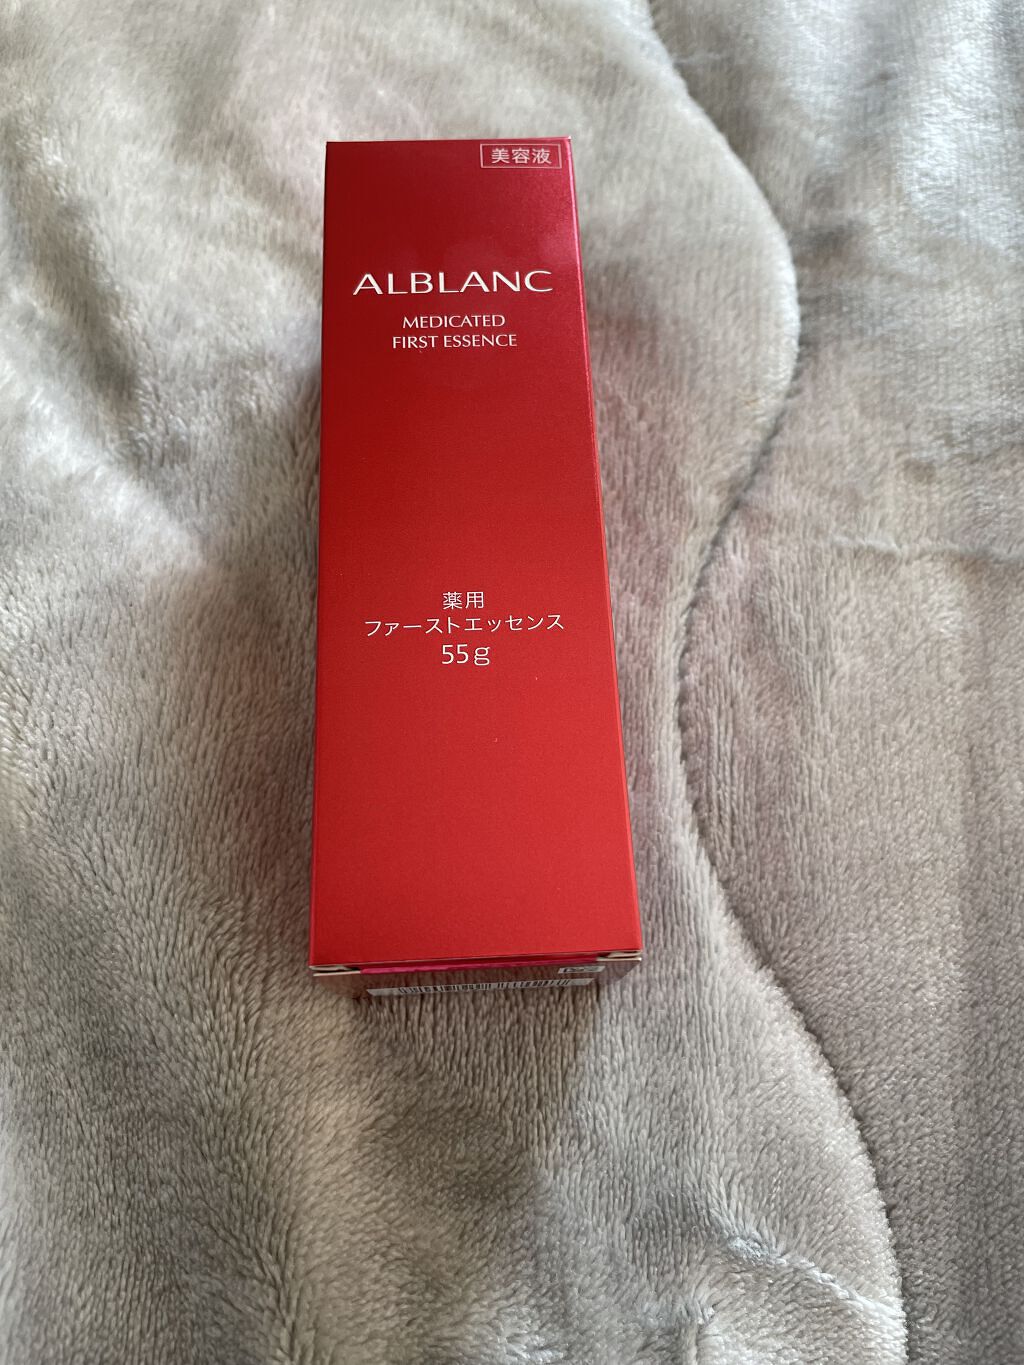 美容液
ALBLANC
MEDICATED
FIRST ESSENCE
薬用
ファーストエッセンス
55g